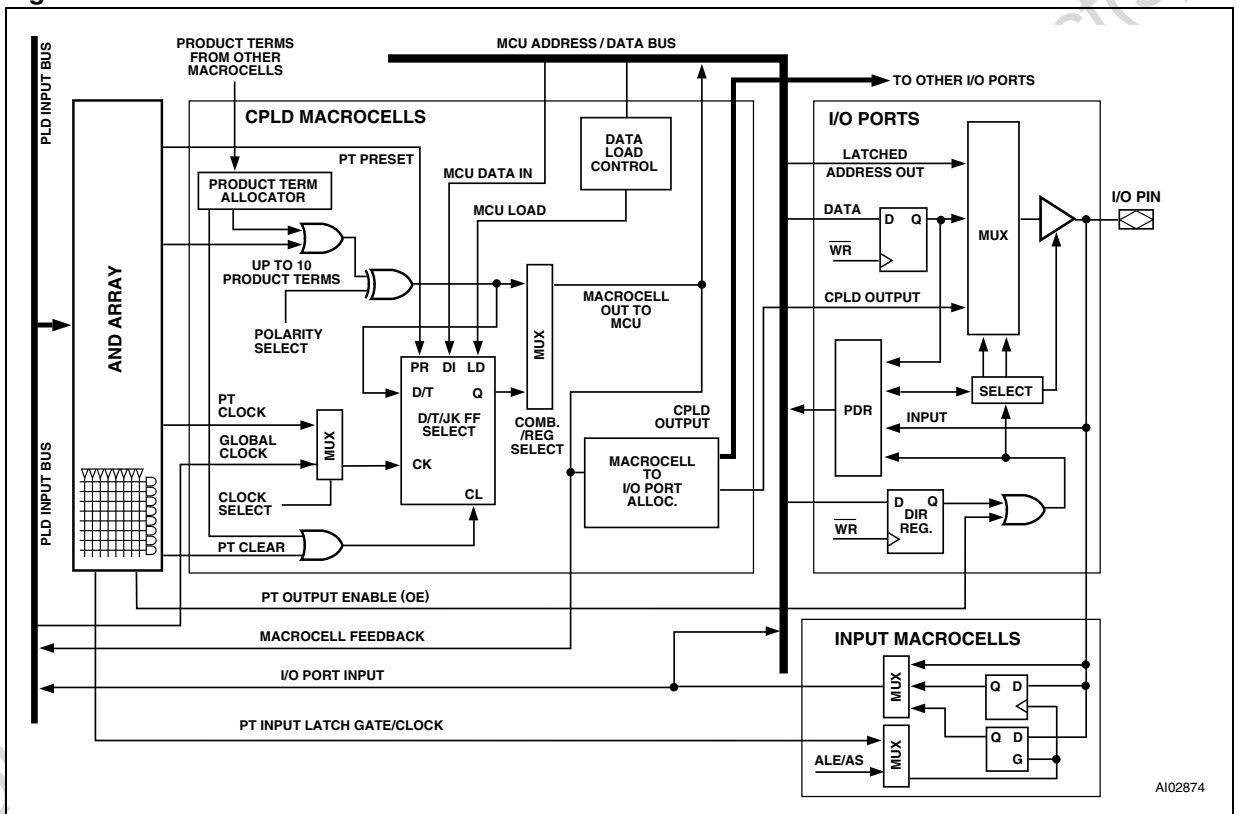 PRODUCT TERMS
FROM OTHER
MACROCELLS
MCU ADDRESS / DATA BUS
TO OTHER I/O PORTS
PLD INPUT BUS
CPLD MACROCELLS
I/O PORTS
DATA
LOAD
CONTROL
PT PRESET
MCU DATA IN
LATCHED
ADDRESS OUT
PRODUCT TERM
ALLOCATOR
MCU LOAD
DATA
D Q
WR
MUX
I/O PIN
AND ARRAY
UP TO 10
PRODUCT TERMS
POLARITY
SELECT
MUX
MACROCELL
OUT TO
MCU
CPLD OUTPUT
PR DI LD
D/T Q
D/T/JK FF
SELECT
CK
CL
COMB.
/REG
SELECT
CPLD
OUTPUT
PDR
SELECT
INPUT
PT
CLOCK
GLOBAL
CLOCK
MUX
CLOCK
SELECT
PT CLEAR
MACROCELL
TO
I/O PORT
ALLOC.
D Q
DIR
REG.
WR
PLD INPUT BUS
PT OUTPUT ENABLE (OE)
MACROCELL FEEDBACK
INPUT MACROCELLS
I/O PORT INPUT
MUX
Q D
PT INPUT LATCH GATE/CLOCK
MUX
Q D
G
ALE/AS
AI02874